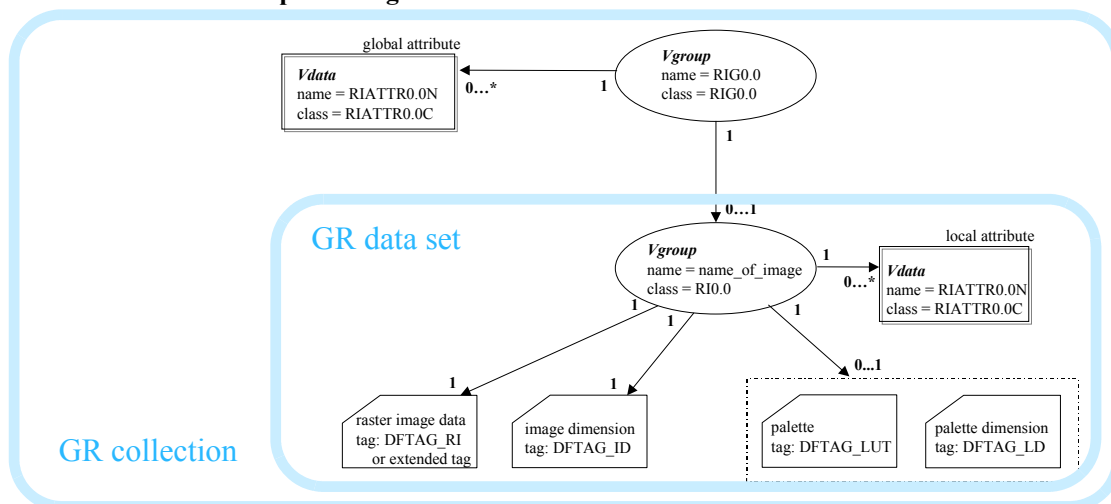 global attribute
Vdata
name = RIATTR0.0N
class = RIATTR0.0C
0…*
1
Vgroup
name = RIG0.0
class = RIG0.0
1
0…1
GR data set
Vgroup
name = name_of_image
class = RI0.0
1
0…*
local attribute
Vdata
name = RIATTR0.0N
class = RIATTR0.0C
1
1
1
1
1
0...1
raster image data
tag: DFTAG_RI
or extended tag
image dimension
tag: DFTAG_ID
palette
tag: DFTAG_LUT
palette dimension
tag: DFTAG_LD
GR collection